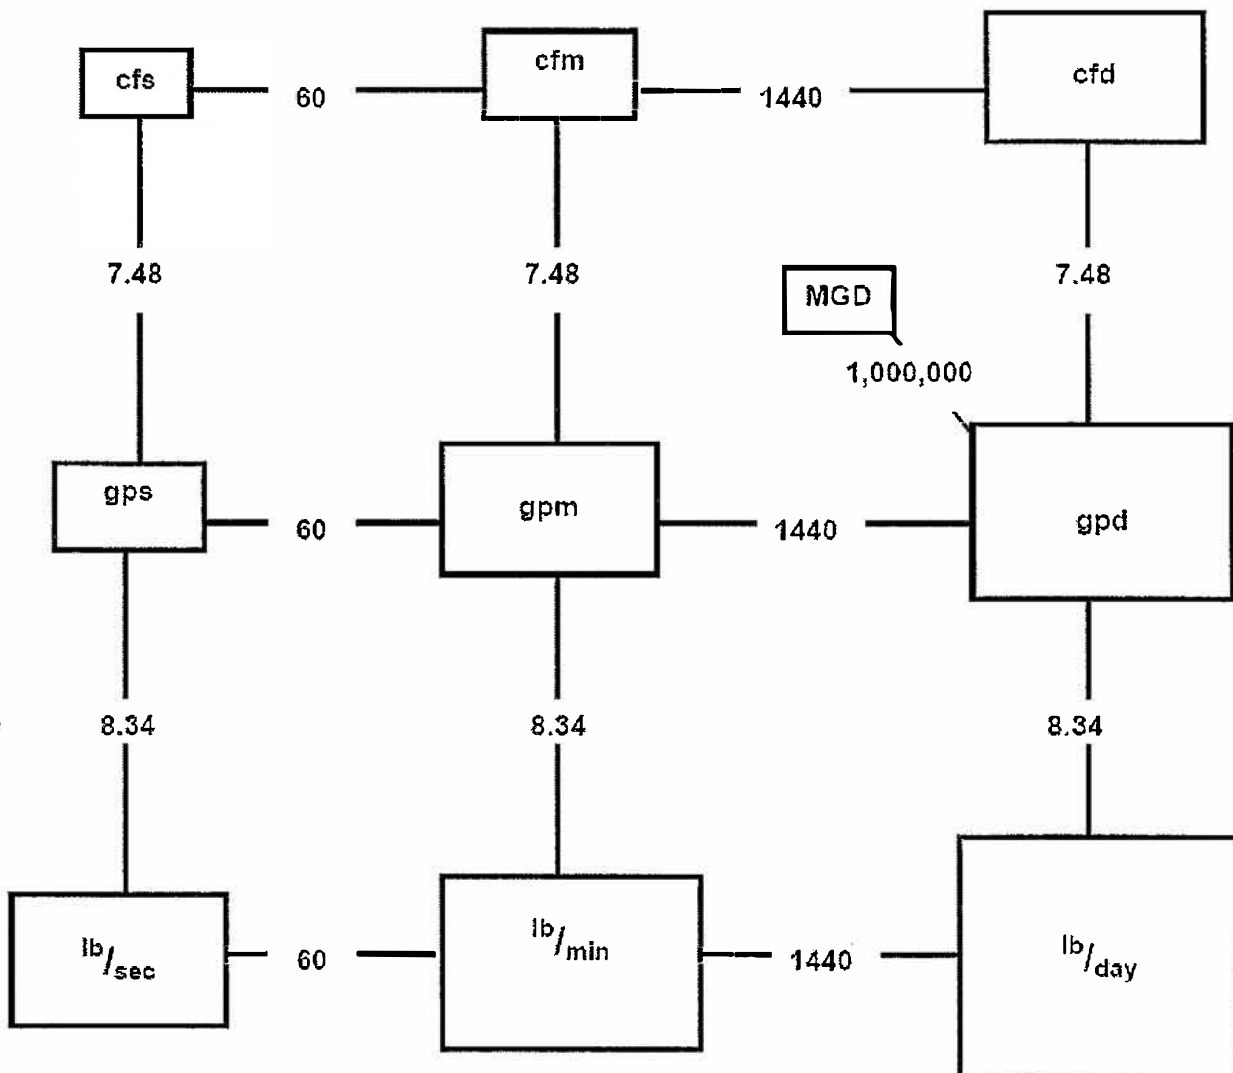 cfs
60
cfm
1440
cfd
7.48
7.48
7.48
MGD
1,000,000
gps
60
gpm
1440
gpd
8.34
8.34
8.34
lb/sec
60
lb/min
1440
lb/day